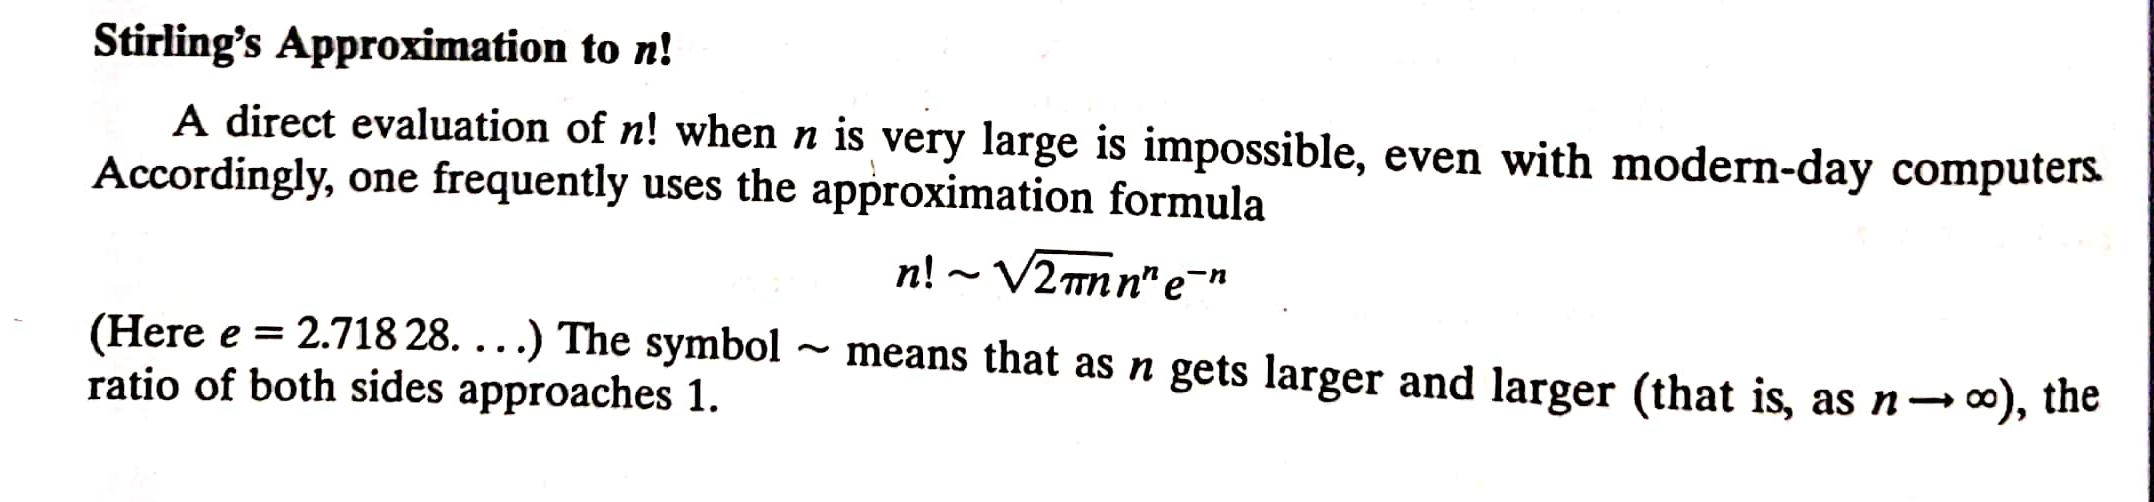 Stirling's Approximation to n!
A direct evaluation of n! when n is very large is impossible, even with modern-day computers.
Accordingly, one frequently uses the approximation formula
n! ~ √2πn nⁿ e⁻ⁿ
(Here e = 2.718 28. . . .) The symbol ~ means that as n gets larger and larger (that is, as n → ∞), the
ratio of both sides approaches 1.